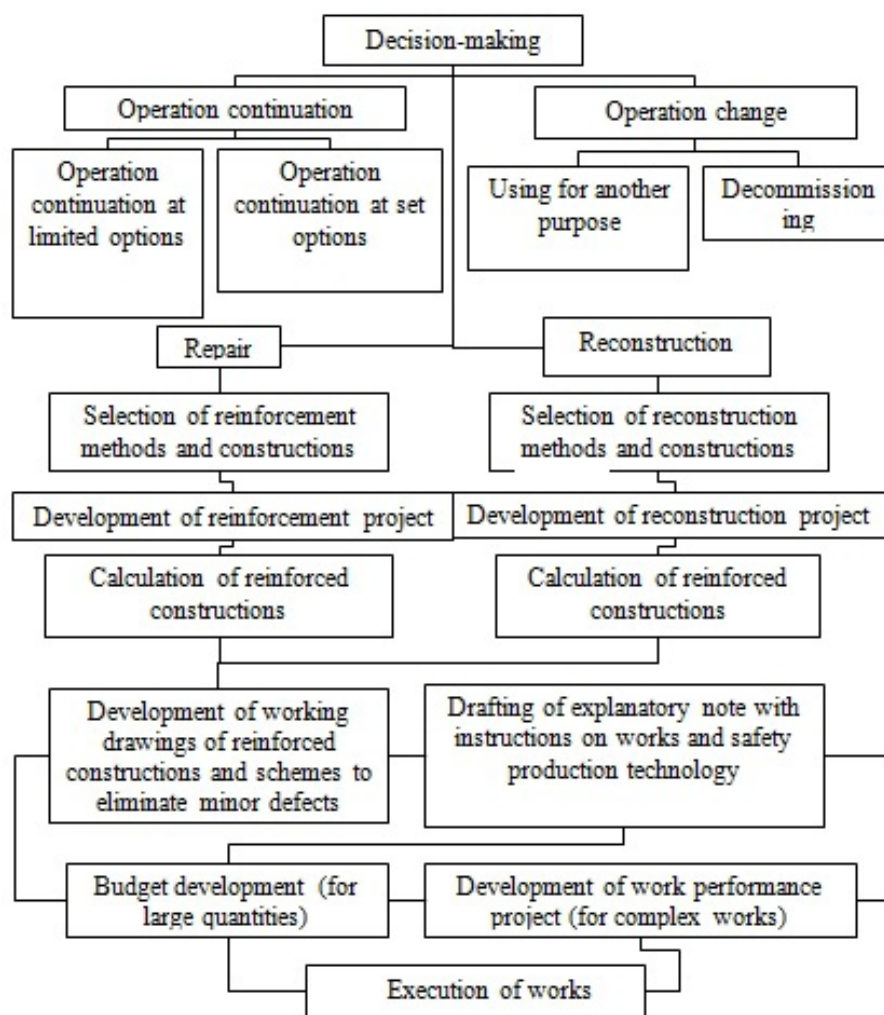 Decision-making
Operation continuation
Operation change
Operation
continuation at
limited options
Operation
continuation at set
options
Using for another
purpose
Decommission
ing
Repair
Reconstruction
Selection of reinforcement
methods and constructions
Selection of reconstruction
methods and constructions
Development of reinforcement project
Development of reconstruction project
Calculation of reinforced
constructions
Calculation of reinforced
constructions
Development of working
drawings of reinforced
constructions and schemes to
eliminate minor defects
Drafting of explanatory note with
instructions on works and safety
production technology
Budget development (for
large quantities)
Development of work performance
project (for complex works)
Execution of works